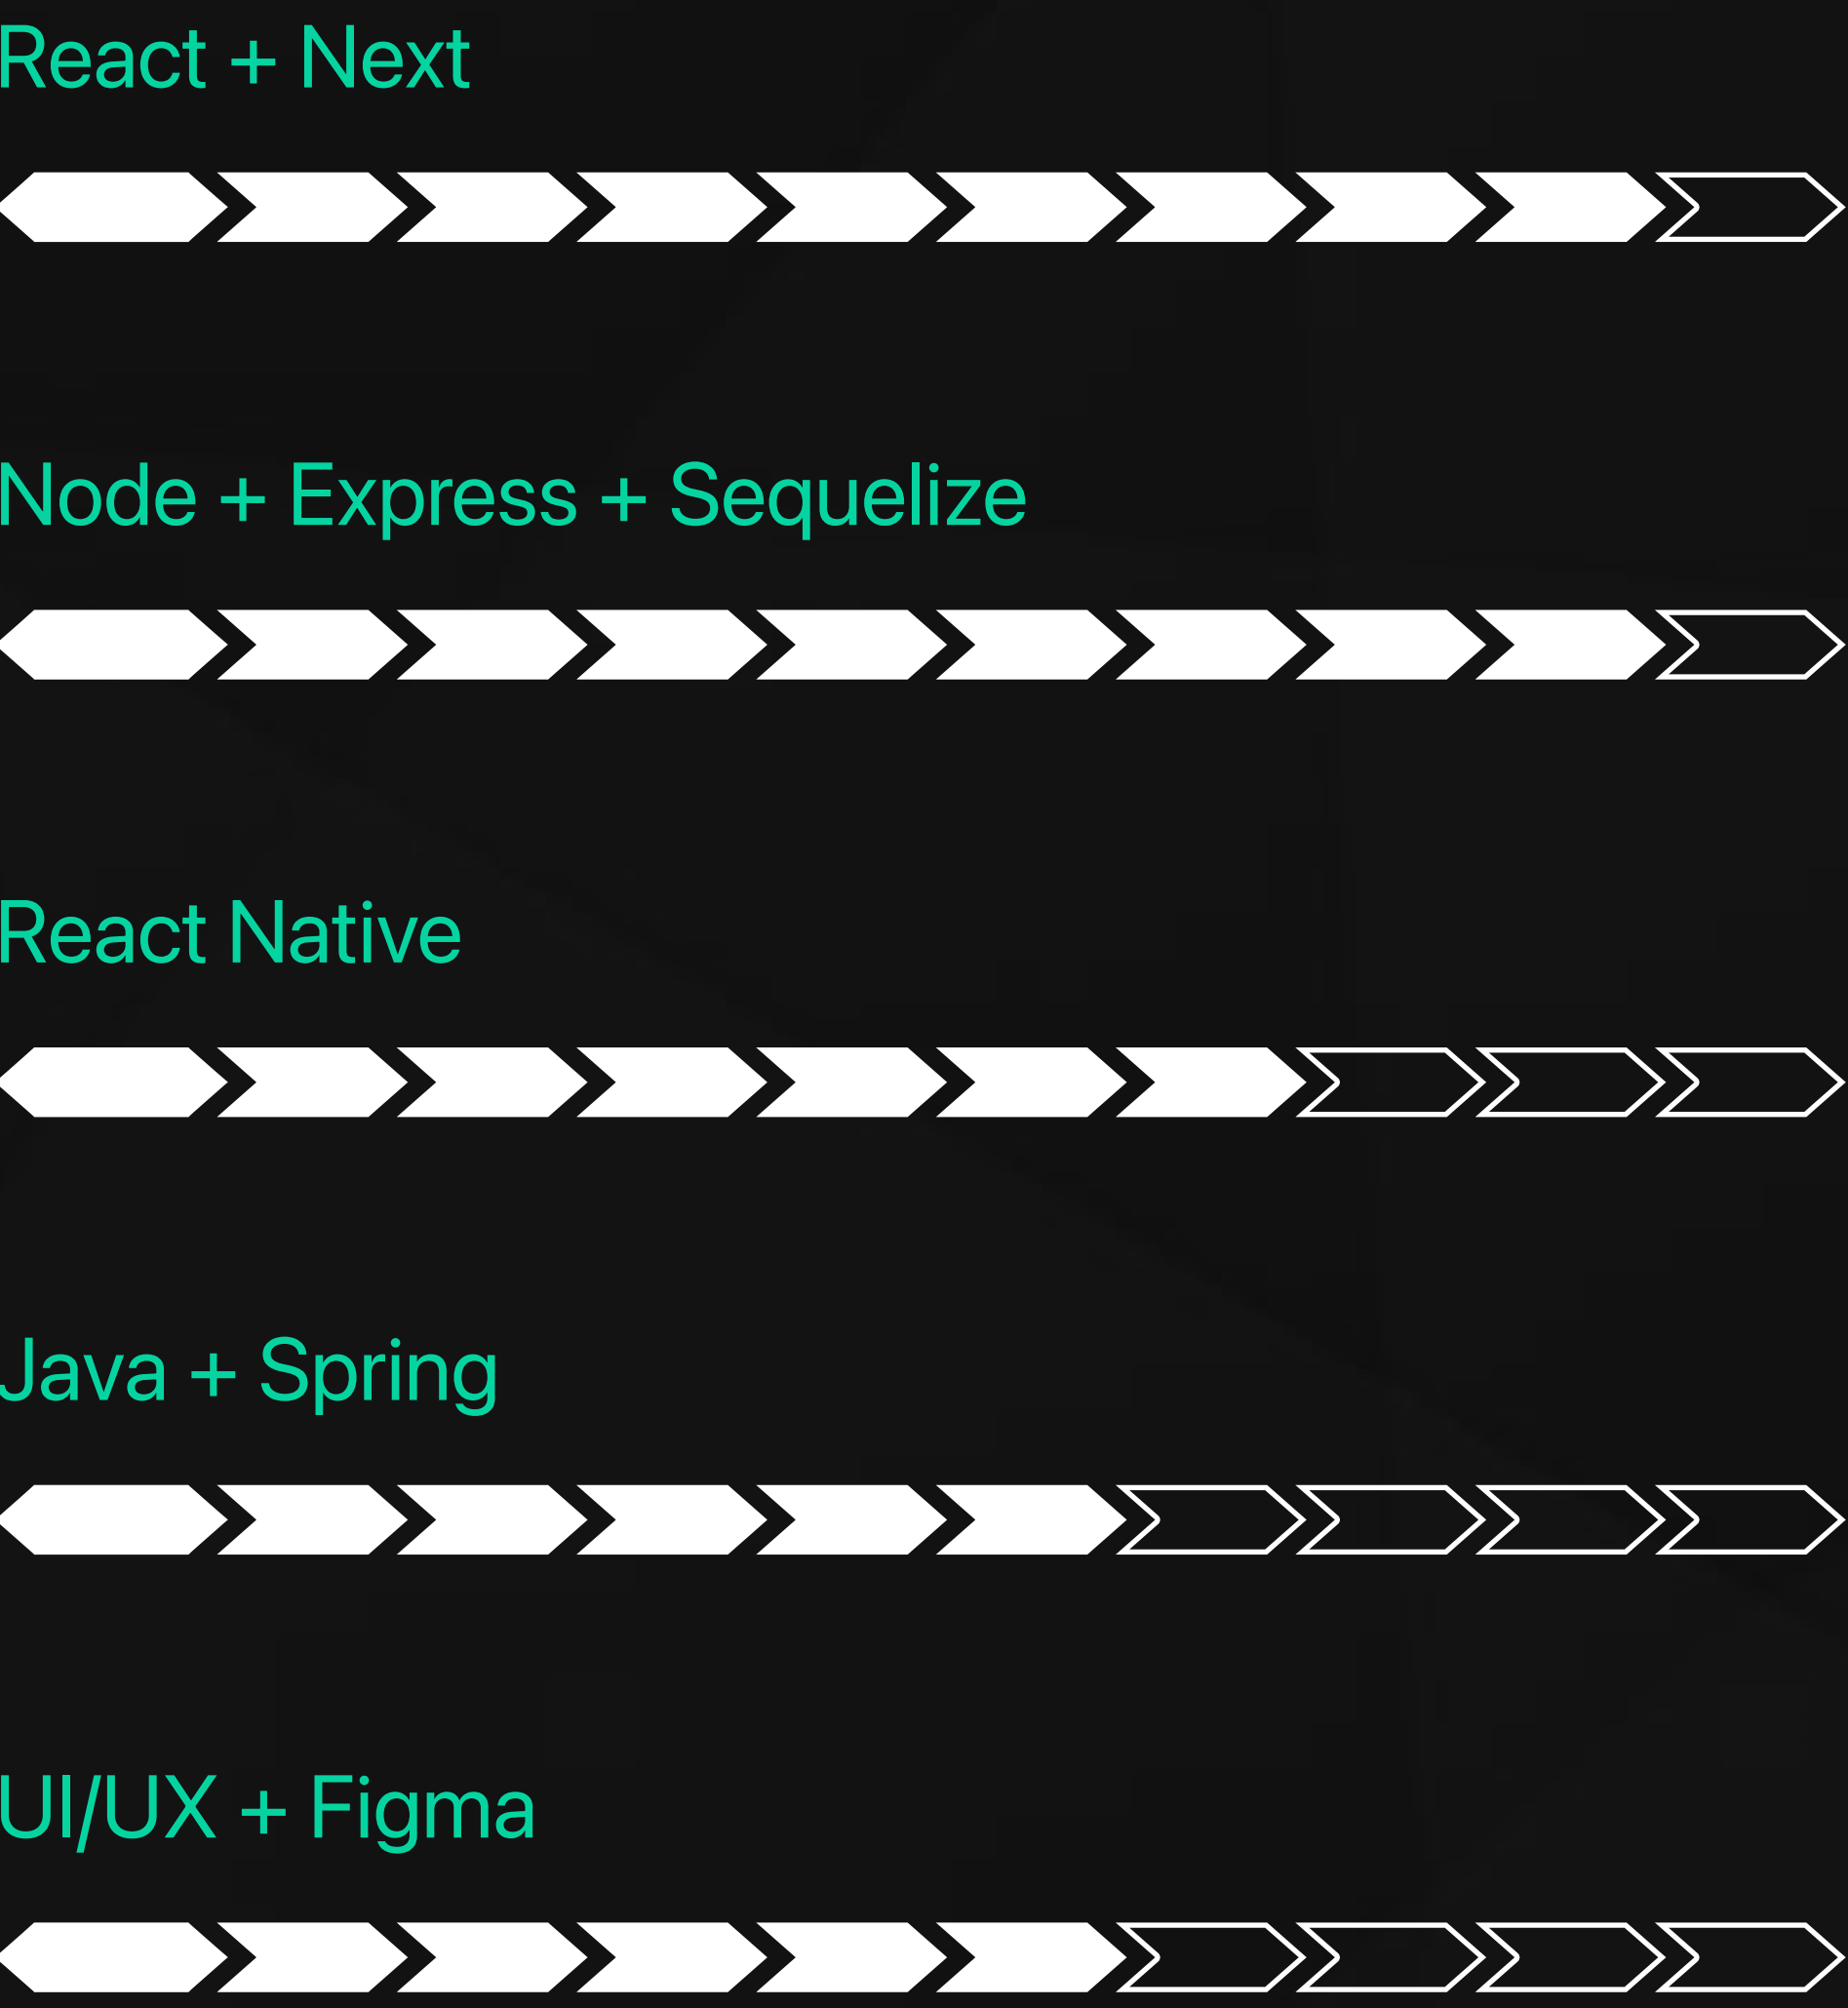 React + Next
Node + Express + Sequelize
React Native
Java + Spring
UI/UX + Figma